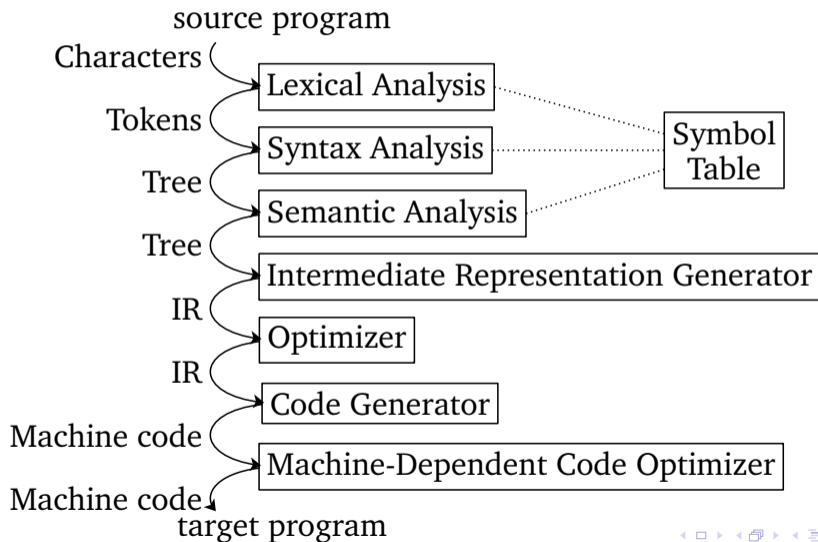 source program
Characters
Lexical Analysis
Tokens
Symbol
Table
Syntax Analysis
Tree
Semantic Analysis
Tree
Intermediate Representation Generator
IR
Optimizer
IR
Code Generator
Machine code
Machine-Dependent Code Optimizer
Machine code
target program